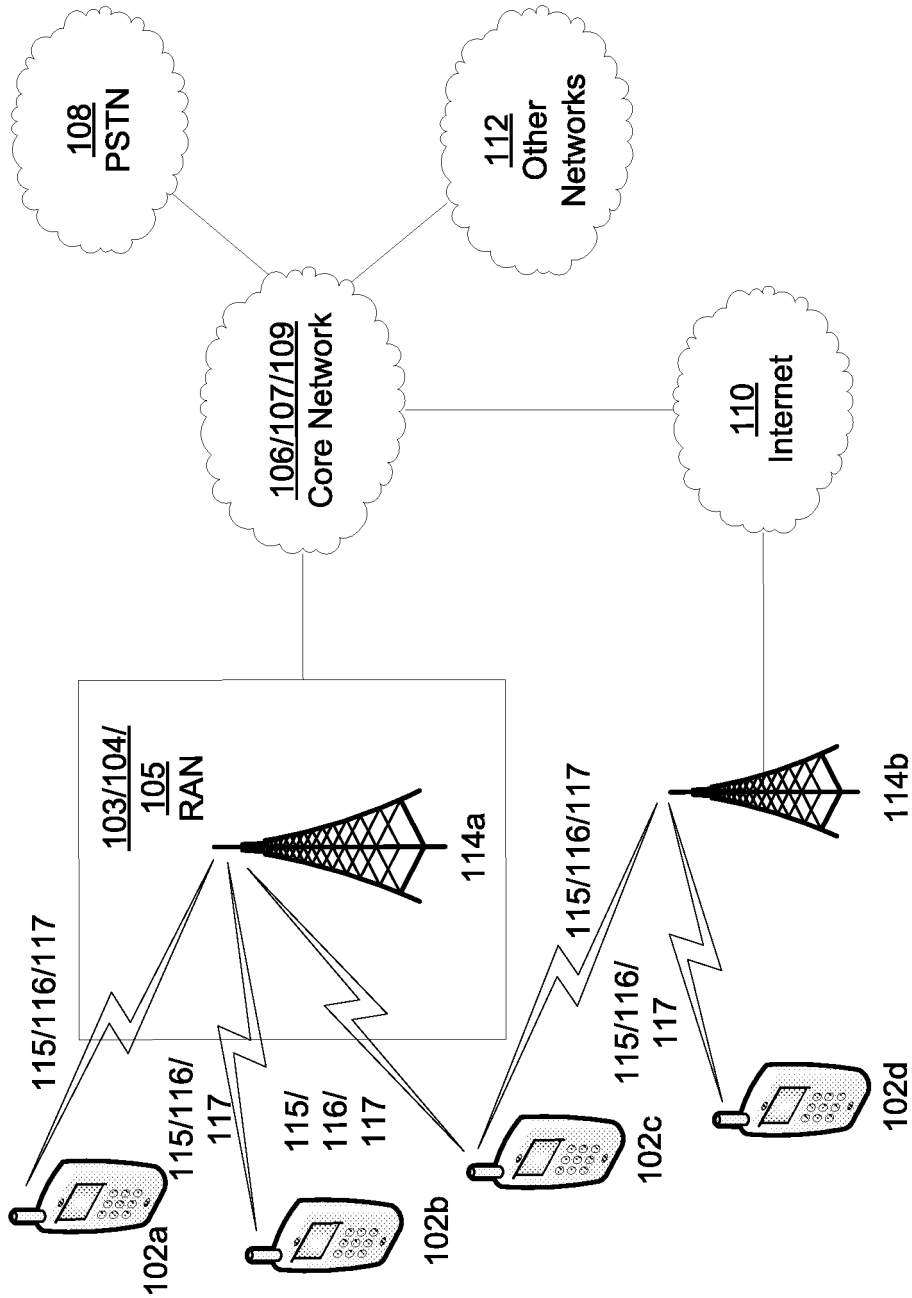 102a
115/116/117
103/104/
105
RAN
114a
115/116/
117
102b
115/
116/
117
102c
115/116/117
115/116/
117
102d
114b
106/107/109
Core Network
108
PSTN
112
Other
Networks
110
Internet